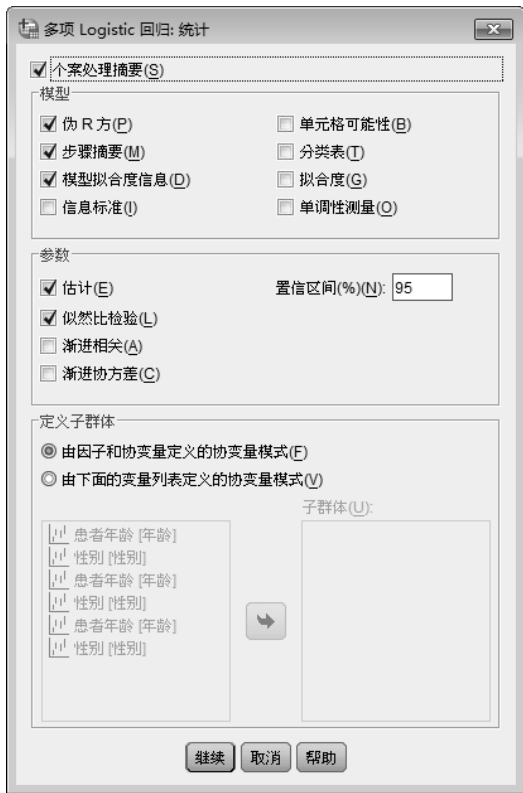 多项 Logistic 回归: 统计
个案处理摘要(S)
模型
伪 R 方(P)
单元格可能性(B)
步骤摘要(M)
分类表(T)
模型拟合度信息(D)
拟合度(G)
信息标准(I)
单调性测量(O)
参数
估计(E)
置信区间(%)(N): 95
似然比检验(L)
渐进相关(A)
渐进协方差(C)
定义子群体
由因子和协变量定义的协变量模式(F)
由下面的变量列表定义的协变量模式(V)
子群体(U):
患者年龄 [年龄]
性别 [性别]
患者年龄 [年龄]
性别 [性别]
患者年龄 [年龄]
性别 [性别]
继续 取消 帮助